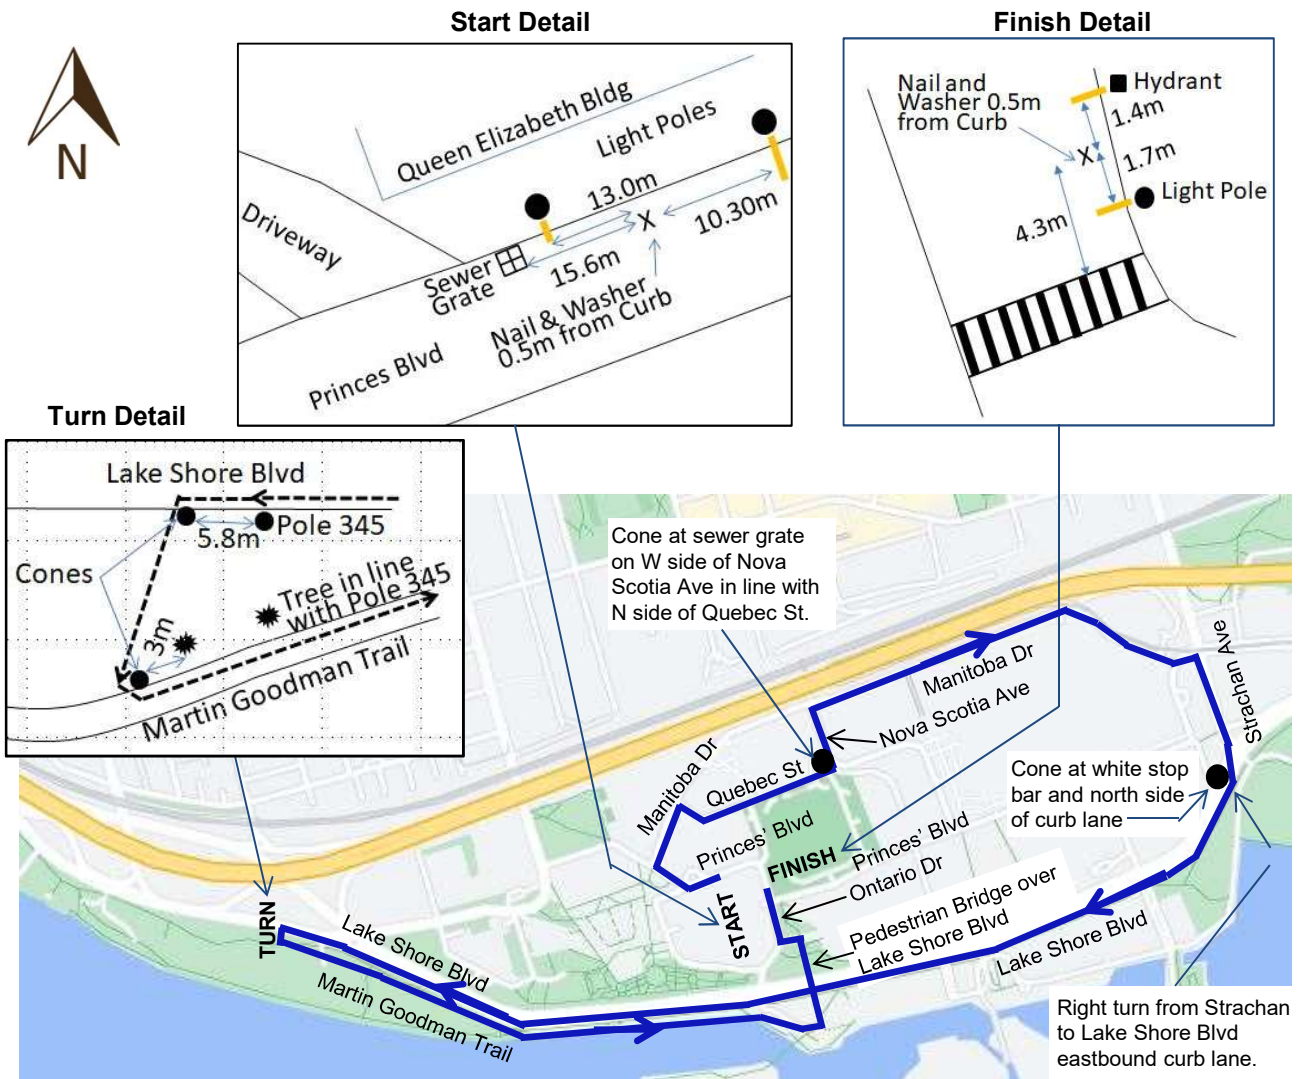 Start Detail
Finish Detail
N
Queen Elizabeth Bldg
Light Poles
Driveway
13.0m
X
10.30m
Sewer
Grate
15.6m
Nail & Washer
0.5m from Curb
Princes Blvd
Nail and
Washer 0.5m
from Curb
Hydrant
1.4m
X
1.7m
Light Pole
4.3m
Turn Detail
Lake Shore Blvd
Pole 345
5.8m
Cones
Tree in line
with Pole 345
3m
Martin Goodman Trail
Cone at sewer grate
on W side of Nova
Scotia Ave in line with
N side of Quebec St.
Manitoba Dr
Nova Scotia Ave
Strachan Ave
Manitoba Dr
Quebec St
Cone at white stop
bar and north side
of curb lane
Princes' Blvd
FINISH
Princes' Blvd
Ontario Dr
START
TURN
Pedestrian Bridge over
Lake Shore Blvd
Lake Shore Blvd
Lake Shore Blvd
Martin Goodman Trail
Right turn from Strachan
to Lake Shore Blvd
eastbound curb lane.